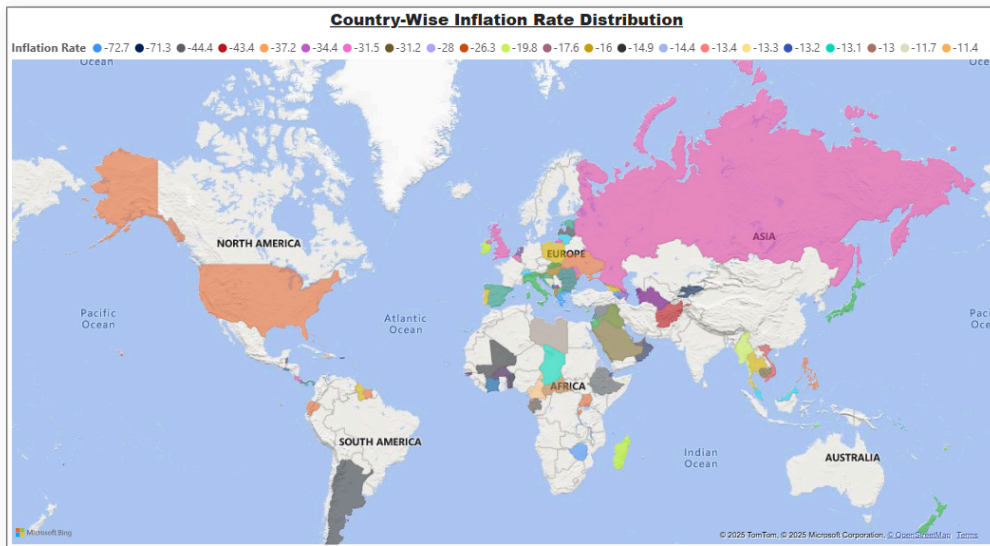 Country-Wise Inflation Rate Distribution
Inflation Rate -72.7 -71.3 -44.4 -43.4 -37.2 -34.4 -31.5 -31.2 -28 -26.3 -19.8 -17.6 -16 -14.9 -14.4 -13.4 -13.3 -13.2 -13.1 -13 -11.7 -11.4
Ocean
Oce
NORTH AMERICA
EUROPE
ASIA
Pacific
Ocean
Atlantic
Ocean
Paci
Oc
AFRICA
SOUTH AMERICA
Indian
Ocean
AUSTRALIA
Microsoft Bing
© 2025 TomTom, © 2025 Microsoft Corporation, © OpenStreetMap Terms